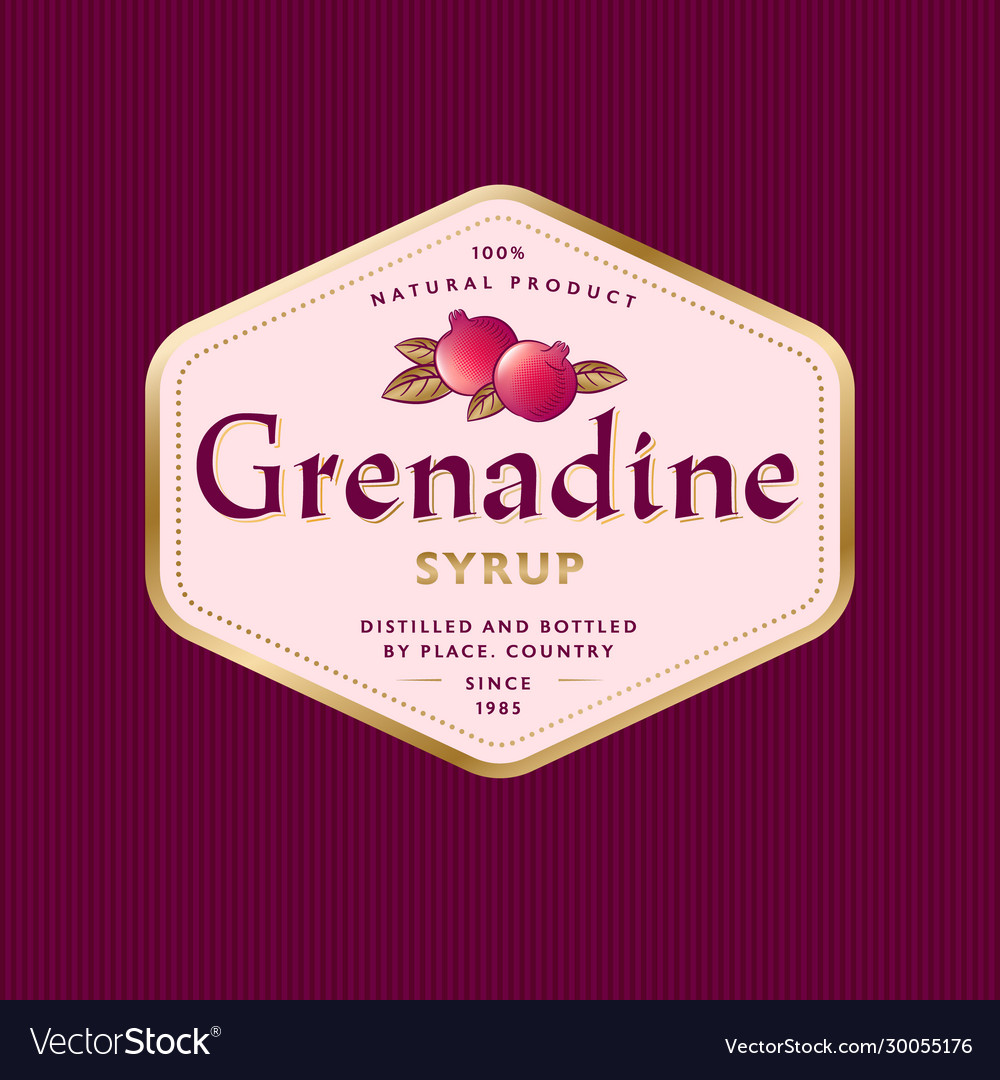 100%
NATURAL PRODUCT
Grenadine
SYRUP
DISTILLED AND BOTTLED
BY PLACE. COUNTRY
SINCE
1985
VectorStock®
VectorStock.com/30055176